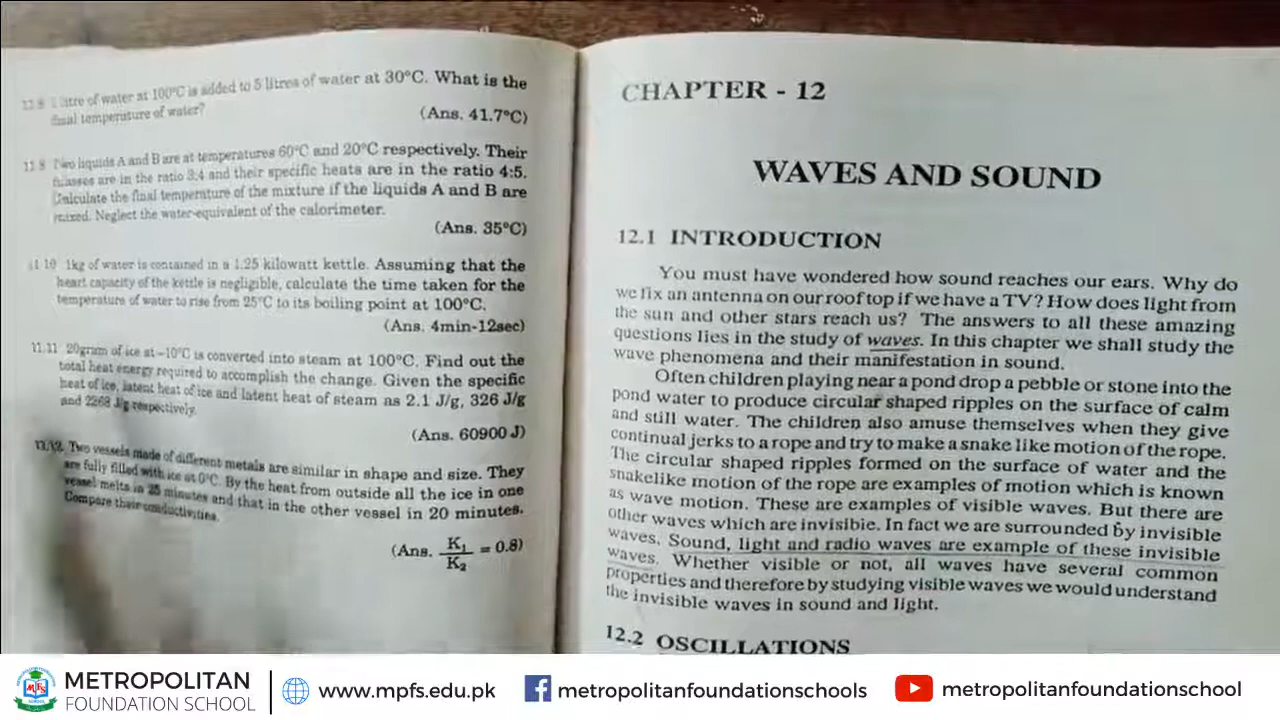 litre of water at 100°C is added to 5 litres of water at 30°C. What is the
final temperature of water?
(Ans. 41.7°C)
11.9 Two liquids A and B are at temperatures 60°C and 20°C respectively. Their
masses are in the ratio 3:4 and their specific heats are in the ratio 4:5.
Calculate the final temperature of the mixture if the liquids A and B are
mixed. Neglect the water-equivalent of the calorimeter.
(Ans. 35°C)
11.10 1kg of water is contained in a 1.25 kilowatt kettle. Assuming that the
heart capacity of the kettle is negligible, calculate the time taken for the
temperature of water to rise from 25°C to its boiling point at 100°C.
(Ans. 4min-12sec)
11.11 20gram of ice at -10°C is converted into steam at 100°C. Find out the
total heat energy required to accomplish the change. Given the specific
heat of ice, latent heat of ice and latent heat of steam as 2.1 J/g, 326 J/g
and 2268 J/g respectively.
(Ans. 60900 J)
11.12. Two vessels made of different metals are similar in shape and size. They
are fully filled with ice at 0°C. By the heat from outside all the ice in one
vessel melts in 25 minutes and that in the other vessel in 20 minutes.
Compare their conductivities.
(Ans. K1/K2 = 0.8)
CHAPTER - 12
WAVES AND SOUND
12.1 INTRODUCTION
You must have wondered how sound reaches our ears. Why do
we fix an antenna on our roof top if we have a TV? How does light from
the sun and other stars reach us? The answers to all these amazing
questions lies in the study of waves. In this chapter we shall study the
wave phenomena and their manifestation in sound.
Often children playing near a pond drop a pebble or stone into the
pond water to produce circular shaped ripples on the surface of calm
and still water. The children also amuse themselves when they give
continual jerks to a rope and try to make a snake like motion of the rope.
The circular shaped ripples formed on the surface of water and the
snakelike motion of the rope are examples of motion which is known
as wave motion. These are examples of visible waves. But there are
other waves which are invisible. In fact we are surrounded by invisible
waves. Sound, light and radio waves are example of these invisible
waves. Whether visible or not, all waves have several common
properties and therefore by studying visible waves we would understand
the invisible waves in sound and light.
12.2 OSCILLATIONS
MFS
METROPOLITAN
FOUNDATION SCHOOL
www.mpfs.edu.pk
metropolitanfoundationschools
metropolitanfoundationschool